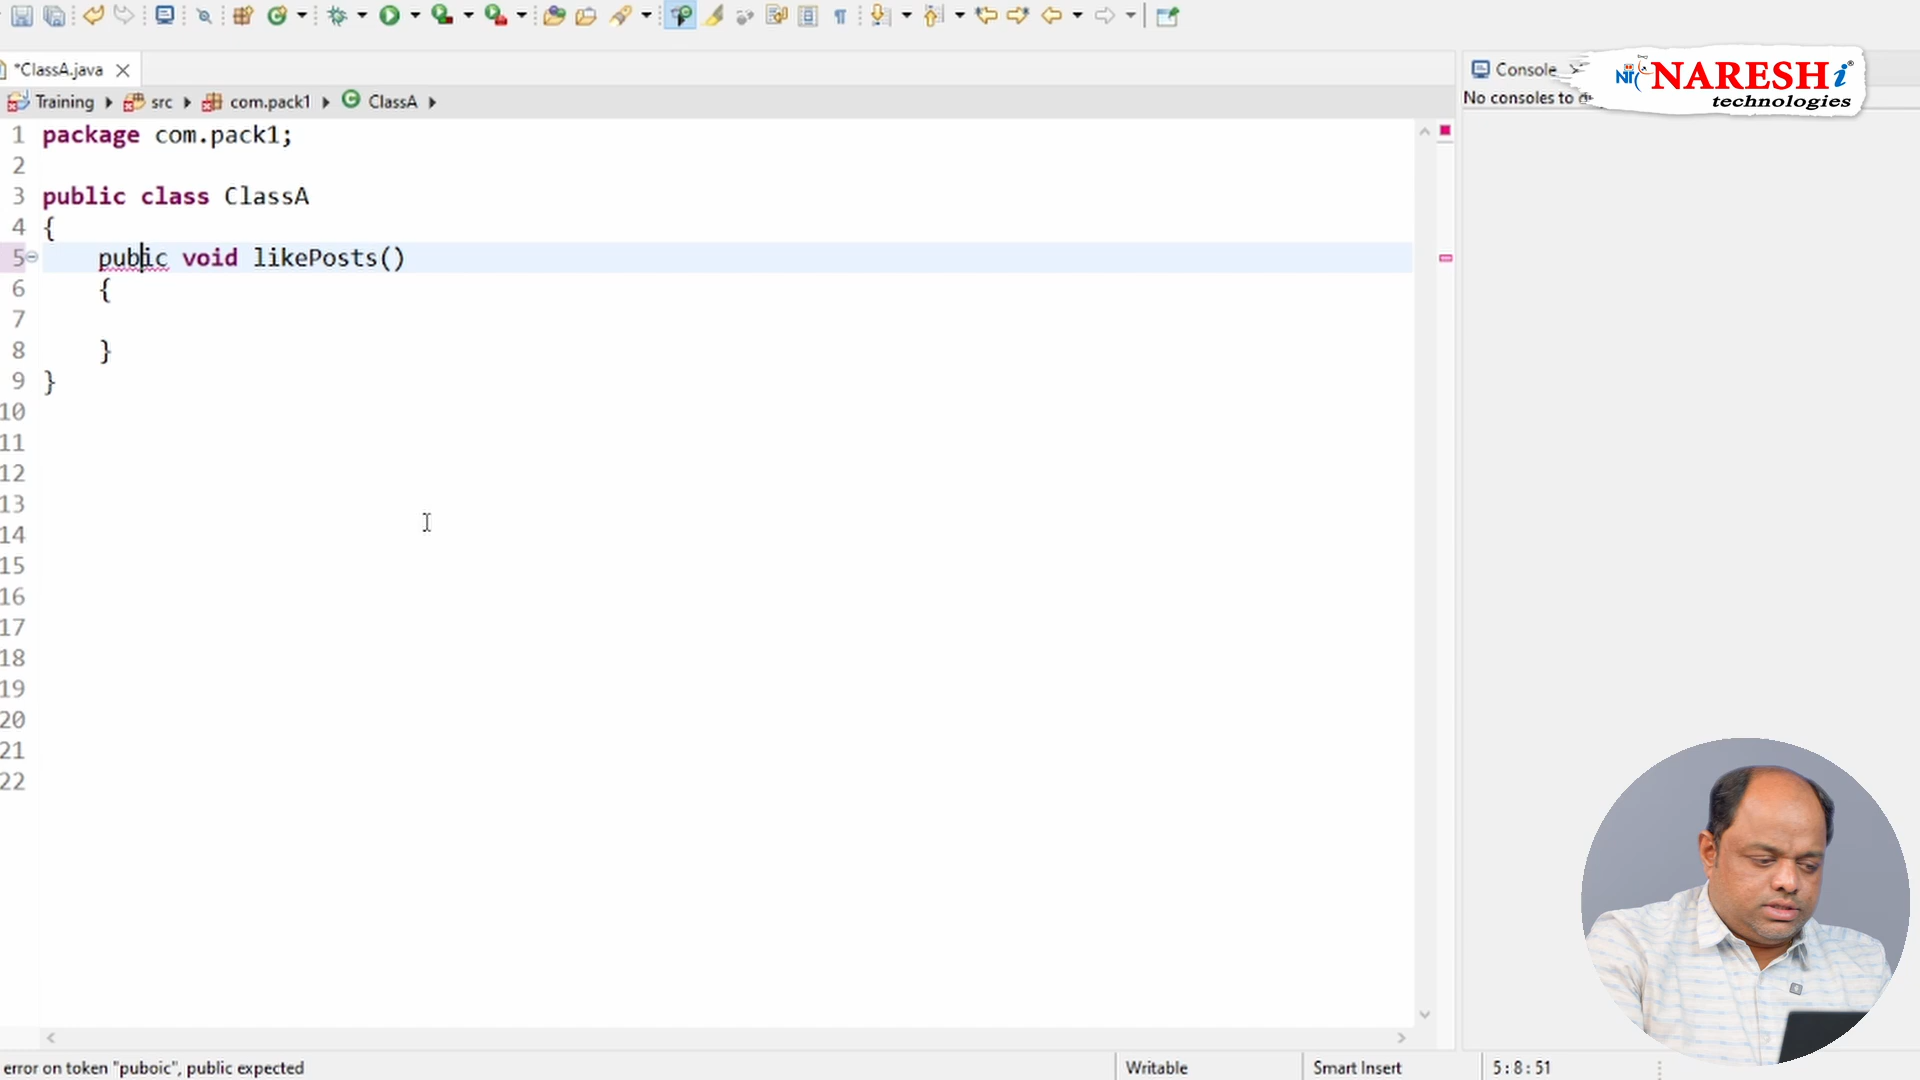 *ClassA.java
Console
NARESH i®
technologies
Training
src
com.pack1
ClassA
No consoles to
1 package com.pack1;
2
3 public class ClassA
4 {
5 pubic void likePosts()
6 {
7
8 }
9 }
10
11
12
13
14
15
16
17
18
19
20
21
22
error on token "puboic", public expected
Writable
Smart Insert
5 : 8 : 51